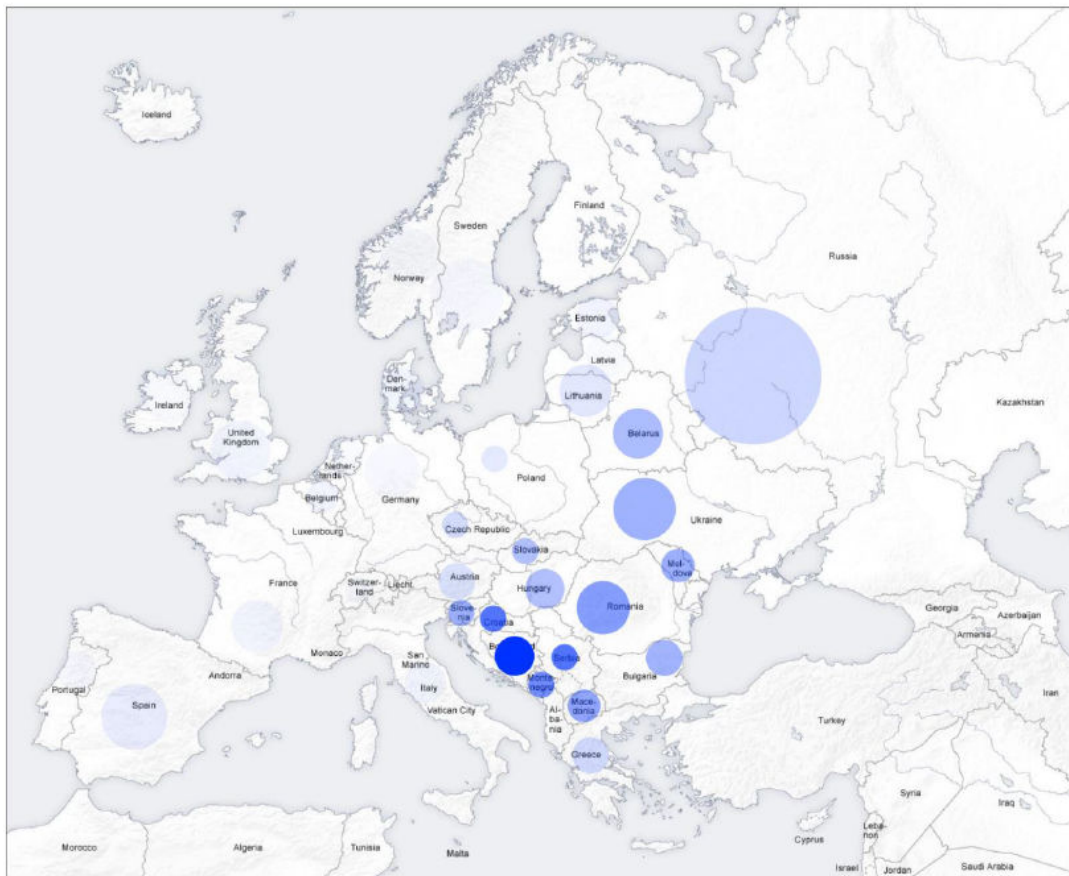 Iceland
Finland
Sweden
Russia
Norway
Estonia
Latvia
Den-
mark
Lithuania
Ireland
Kazakhstan
United
Kingdom
Belarus
Nether-
lands
Poland
Belgium
Germany
Ukraine
Czech Republic
Luxembourg
Slovakia
Mol-
dova
Austria
France
Switzer-
land
Liecht.
Hungary
Romania
Slove-
nia
Georgia
Azerbaijan
Croatia
Armenia
Monaco
San
Marino
Serbia
Andorra
Bulgaria
Iran
Monte
negro
Portugal
Italy
Spain
Vatican City
Mace-
donia
Al-
ba-
nia
Turkey
Greece
Syria
Iraq
Leba-
non
Cyprus
Morocco
Algeria
Tunisia
Malta
Israel
Jordan
Saudi Arabia